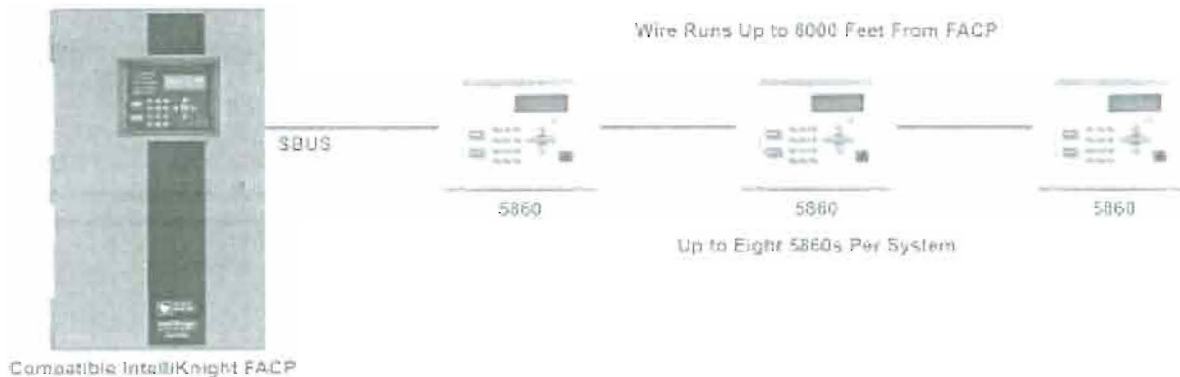 Wire Runs Up to 6000 Feet From FACP
SBUS
5860
5860
5860
Up to Eight 5860s Per System
Compatible IntelliKnight FACP